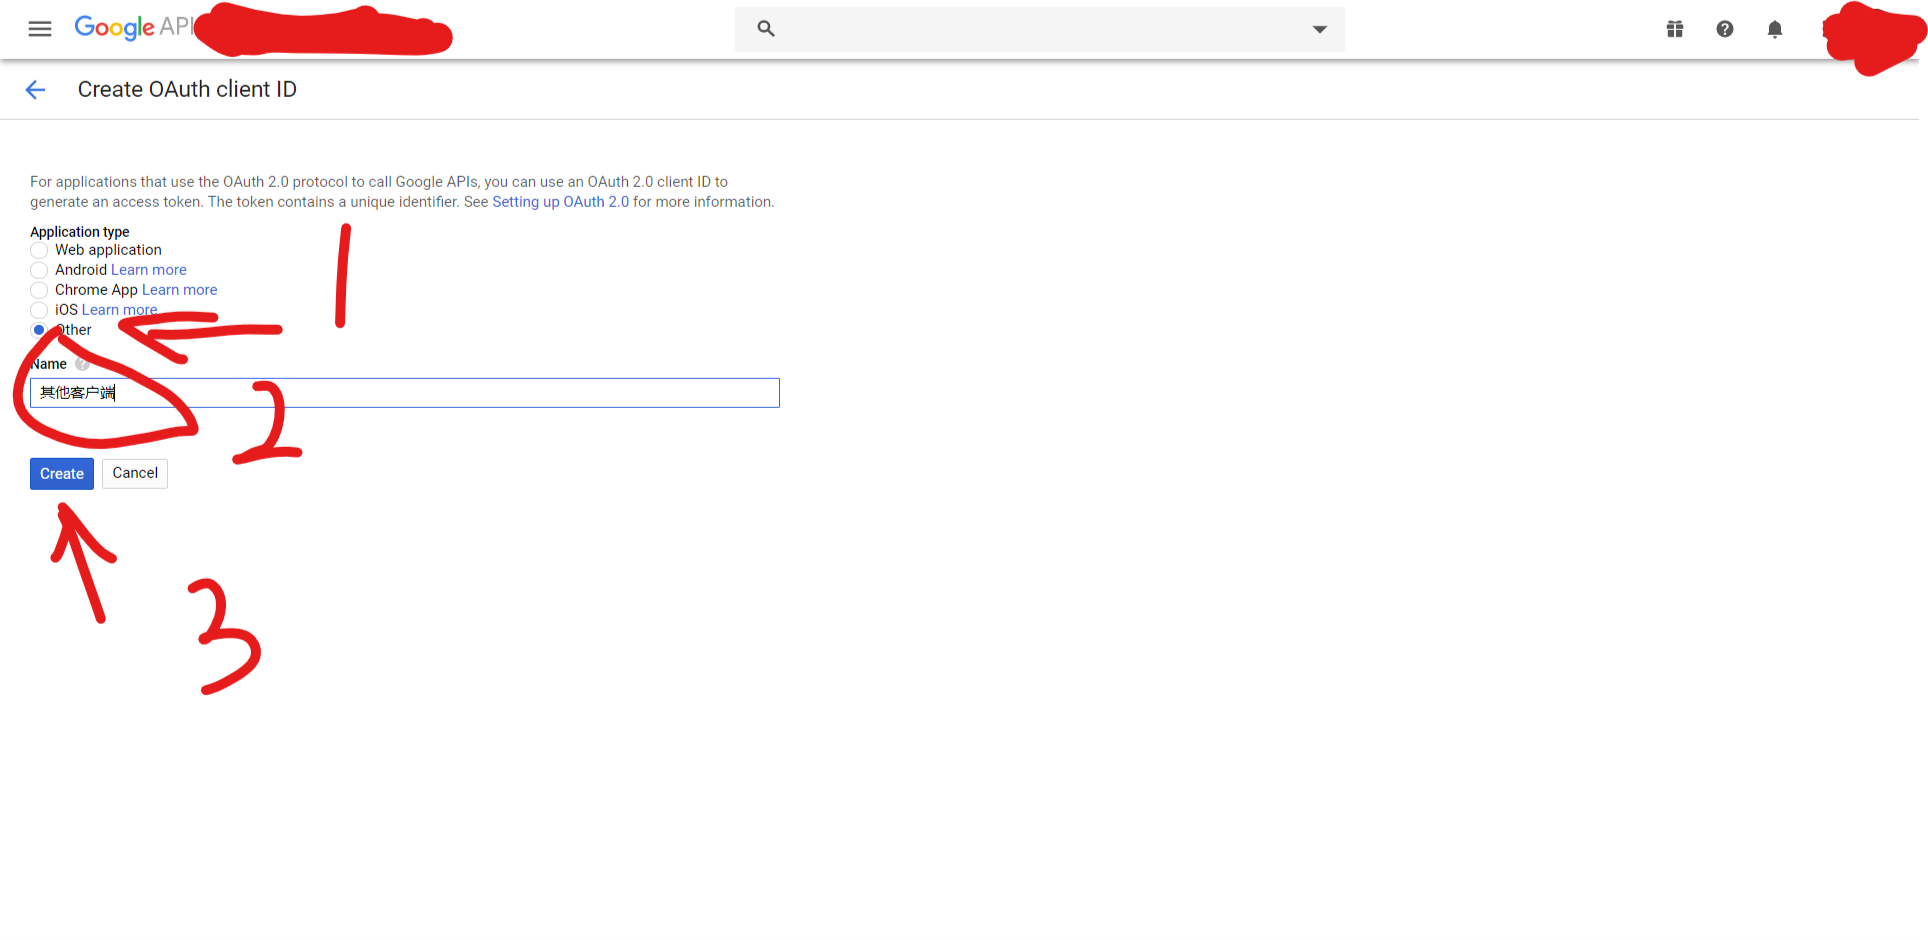 Google API
Create OAuth client ID
For applications that use the OAuth 2.0 protocol to call Google APIs, you can use an OAuth 2.0 client ID to
generate an access token. The token contains a unique identifier. See Setting up OAuth 2.0 for more information.
Application type
Web application
Android Learn more
Chrome App Learn more
iOS Learn more
Other
1
Name
其他客户端
2
Create Cancel
3